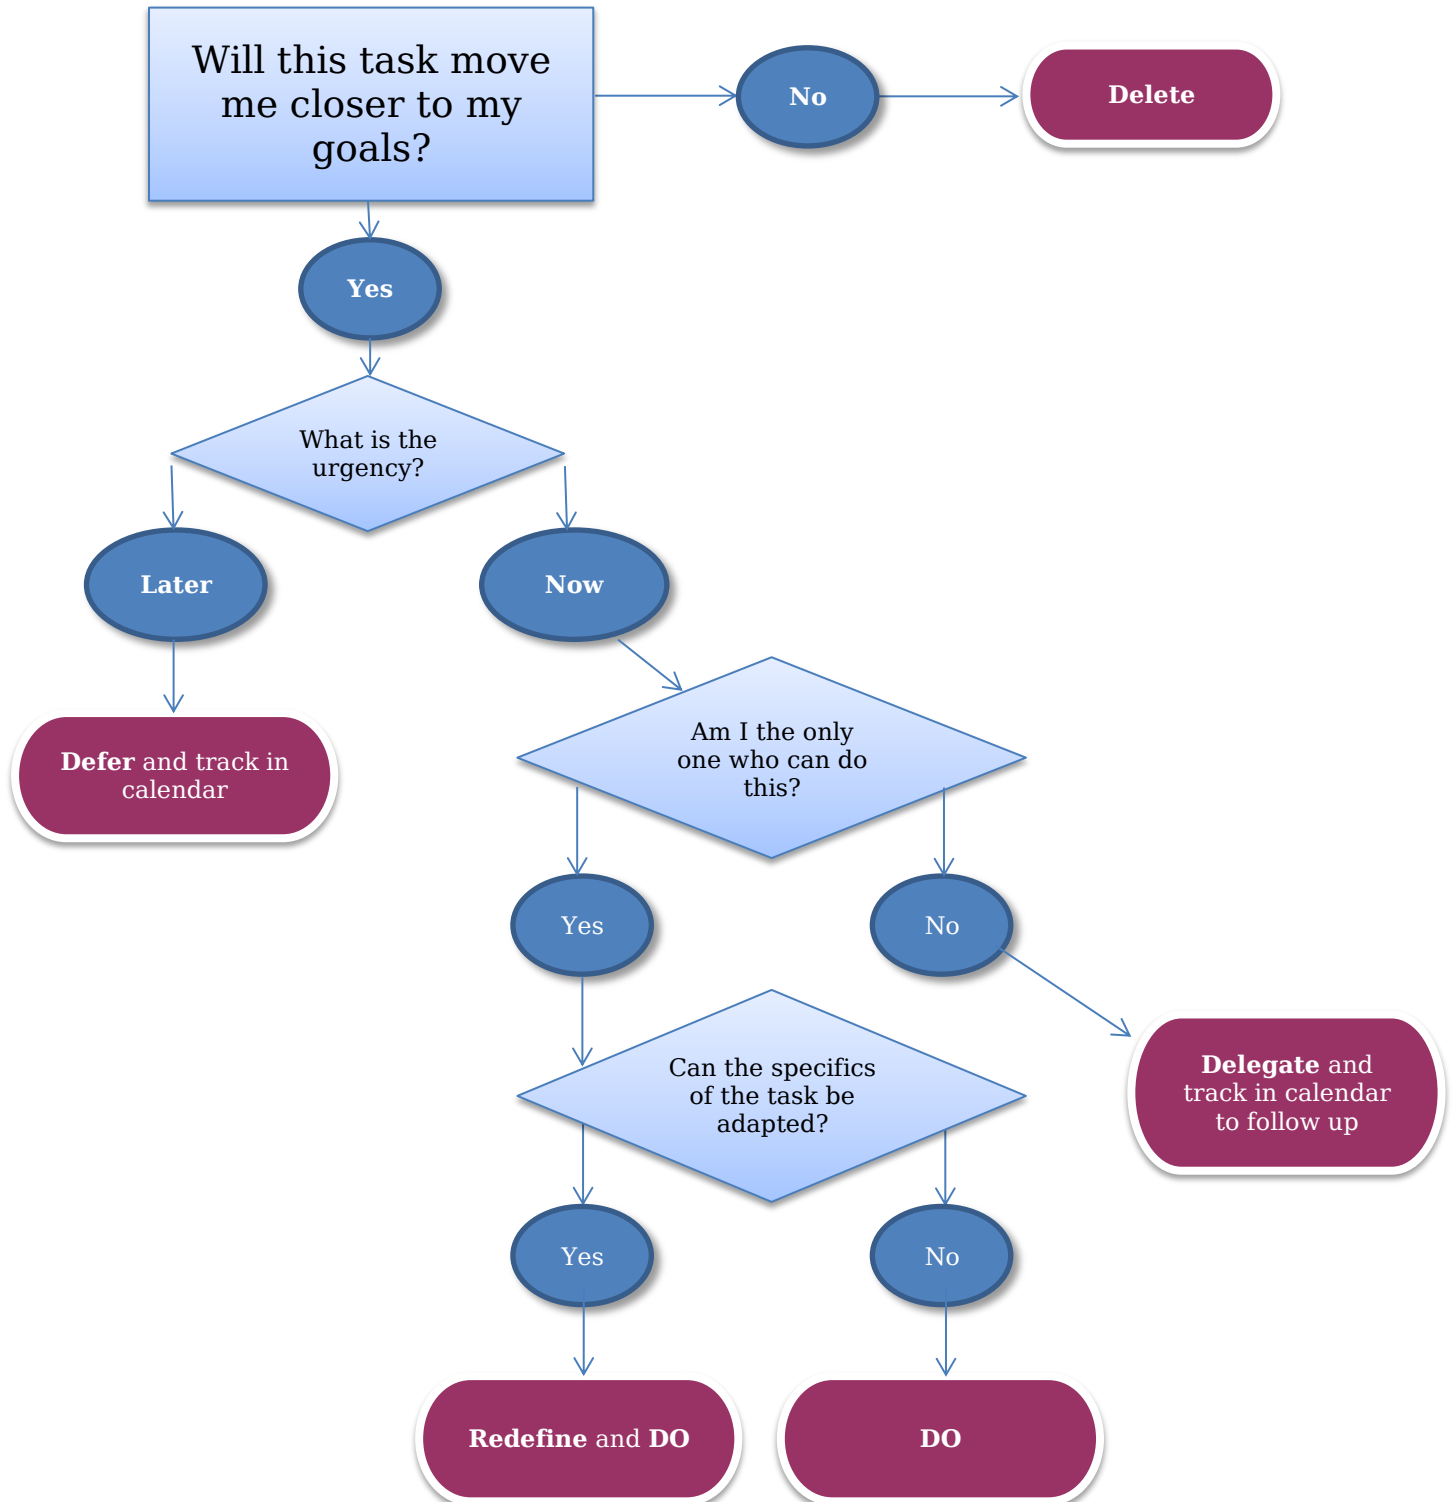 Will this task move
me closer to my
goals?
No
Delete
Yes
What is the
urgency?
Later
Now
Defer and track in
calendar
Am I the only
one who can do
this?
Yes
No
Can the specifics
of the task be
adapted?
Delegate and
track in calendar
to follow up
Yes
No
Redefine and DO
DO